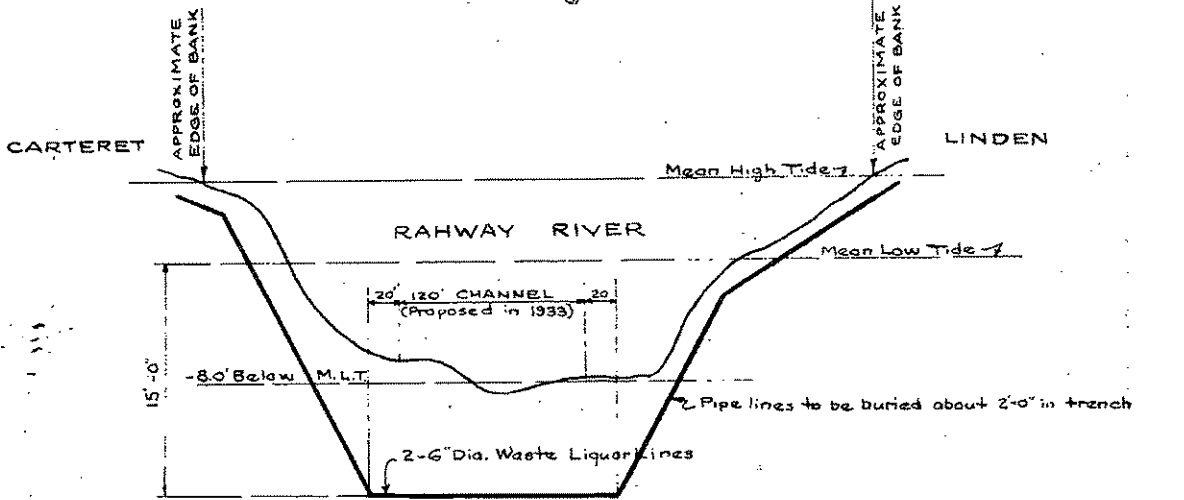 APPROXIMATE
EDGE OF BANK
APPROXIMATE
EDGE OF BANK
CARTERET
LINDEN
Mean High Tide
RAHWAY RIVER
Mean Low Tide
20' 120' CHANNEL 20
(Proposed in 1933)
-8.0' Below M.L.T.
15'-0"
Pipe lines to be buried about 2'-0" in trench
2-6" Dia. Waste Liquor Lines